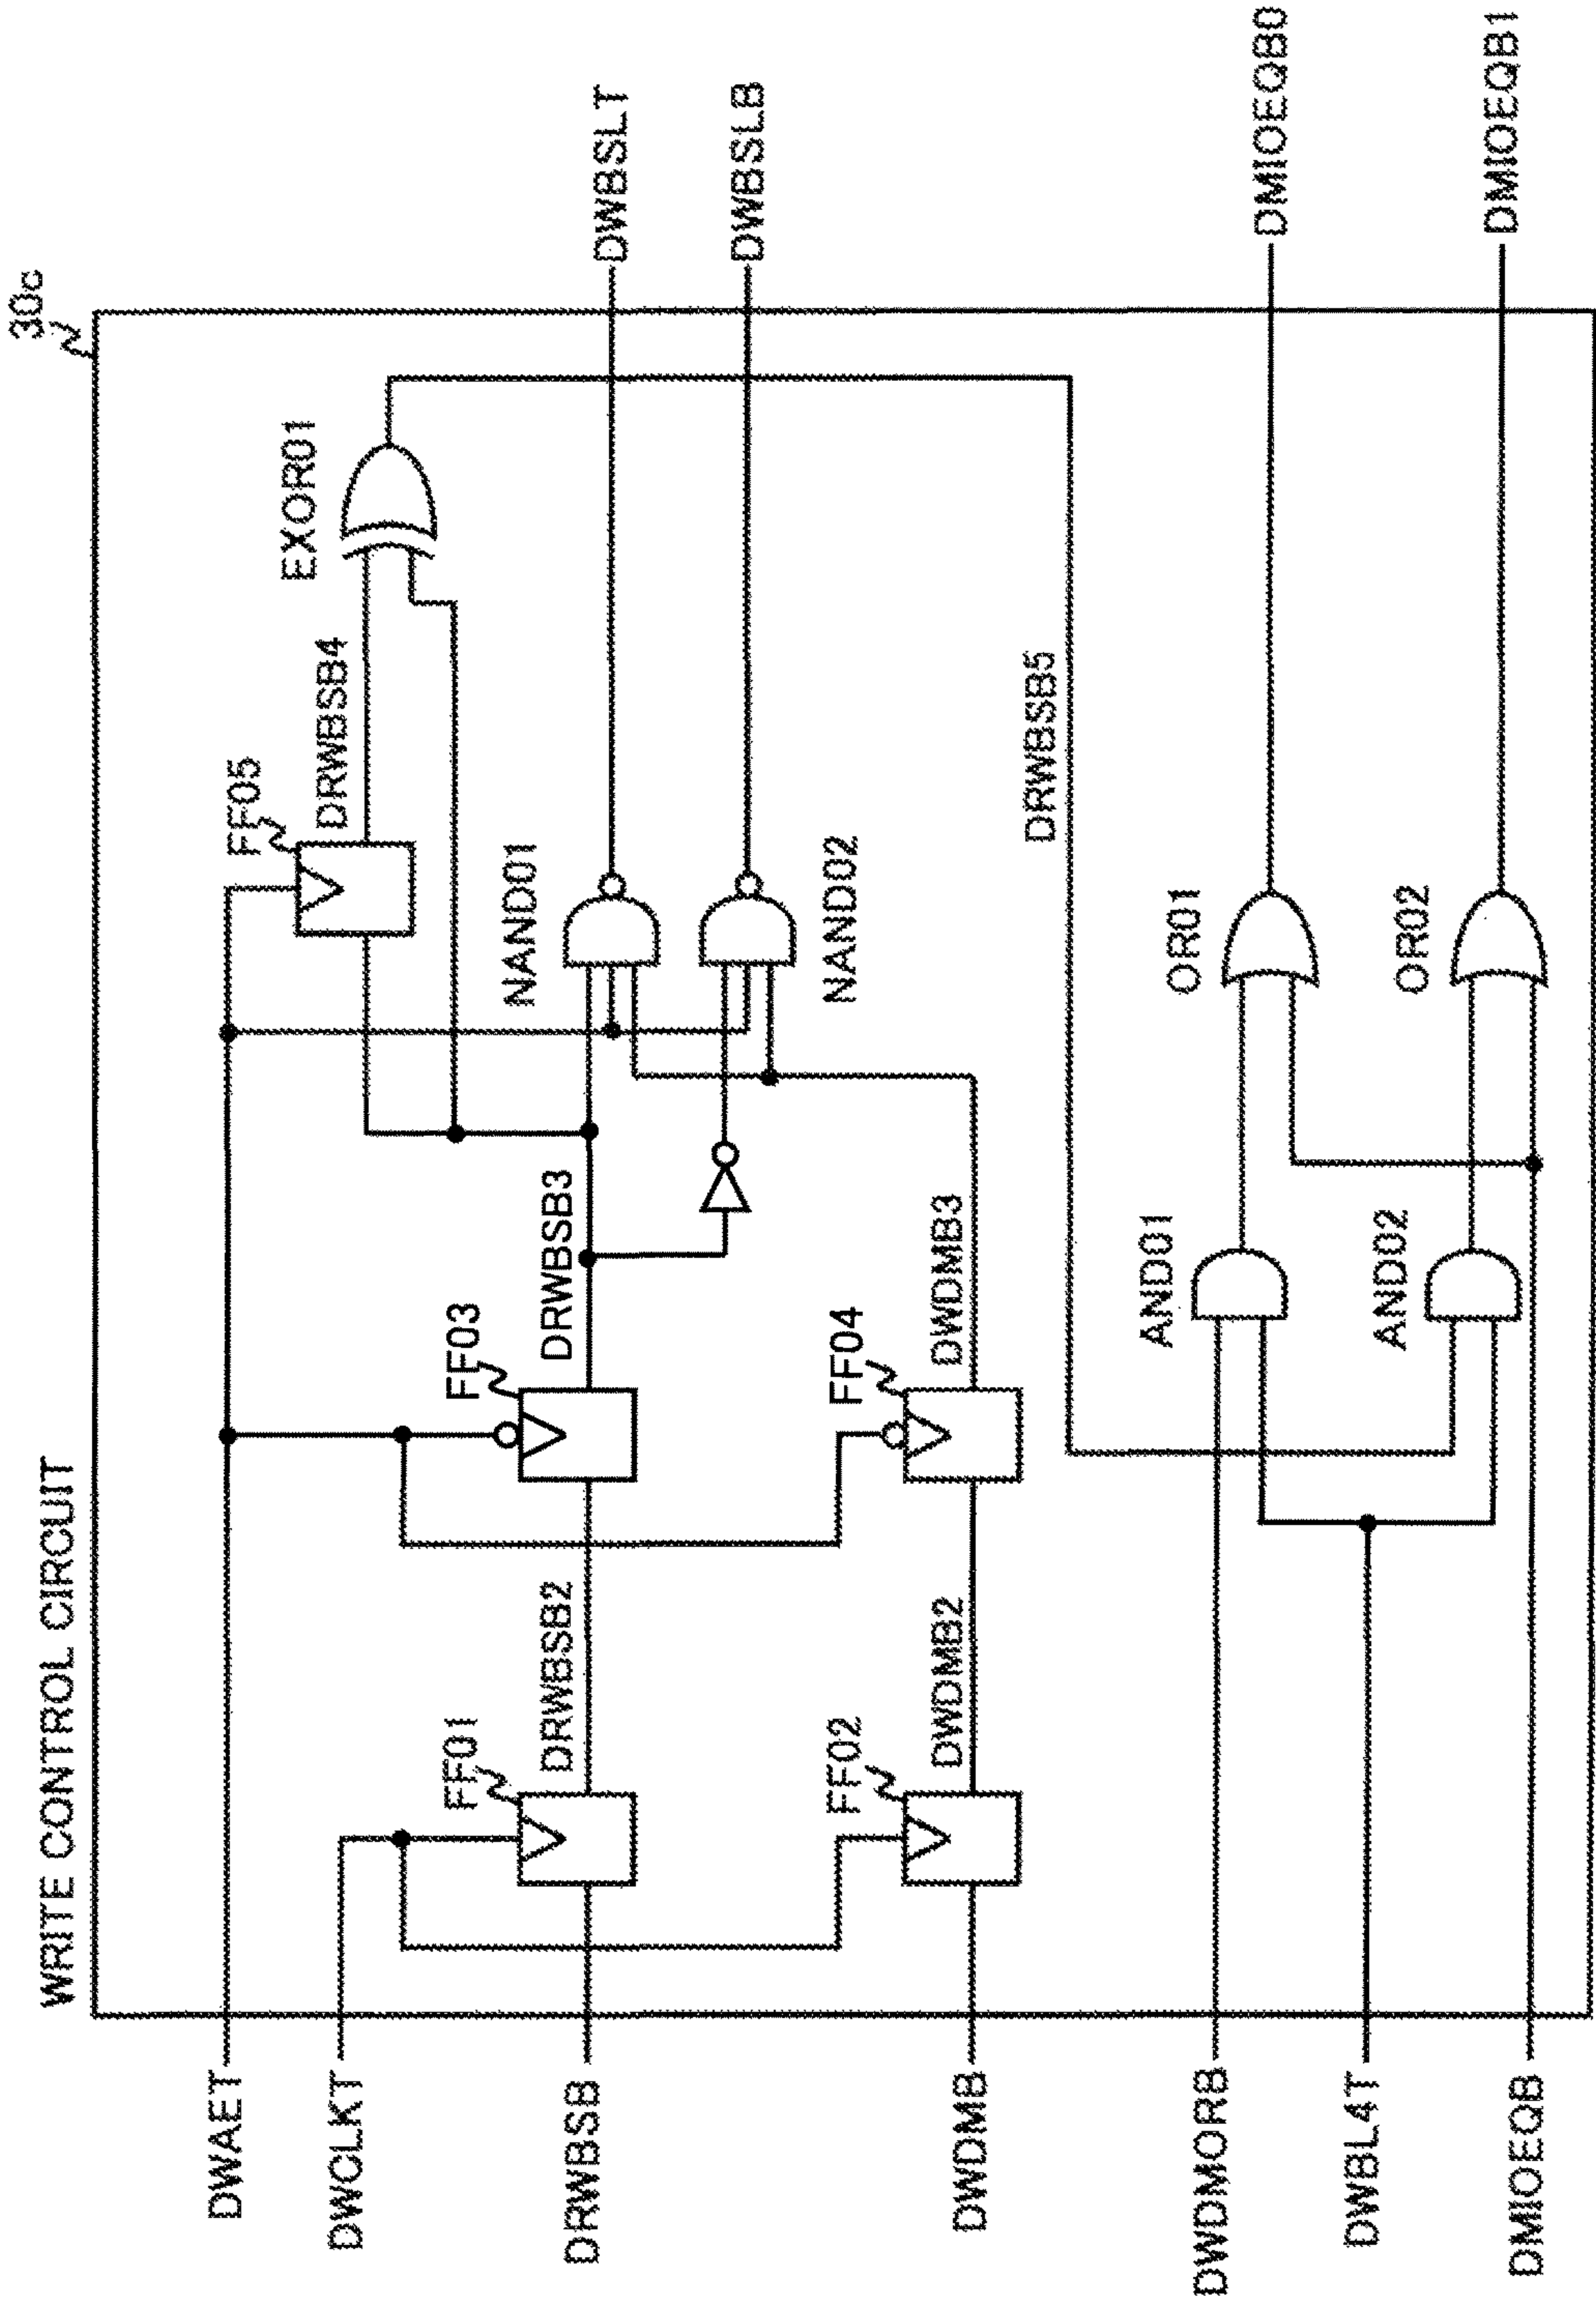 WRITE CONTROL CIRCUIT
30c
DWAET
DWCLKT
DRWBSB
DWDMB
DWDMORB
DWBL4T
DMIOEQB
FF01
DRWBSB2
FF02
DWDMB2
FF03
DRWBSB3
FF04
DWDMB3
FF05
DRWBSB4
EXOR01
NAND01
NAND02
DRWBSB5
AND01
AND02
OR01
OR02
DWBSLT
DWBSLB
DMIOEQB0
DMIOEQB1